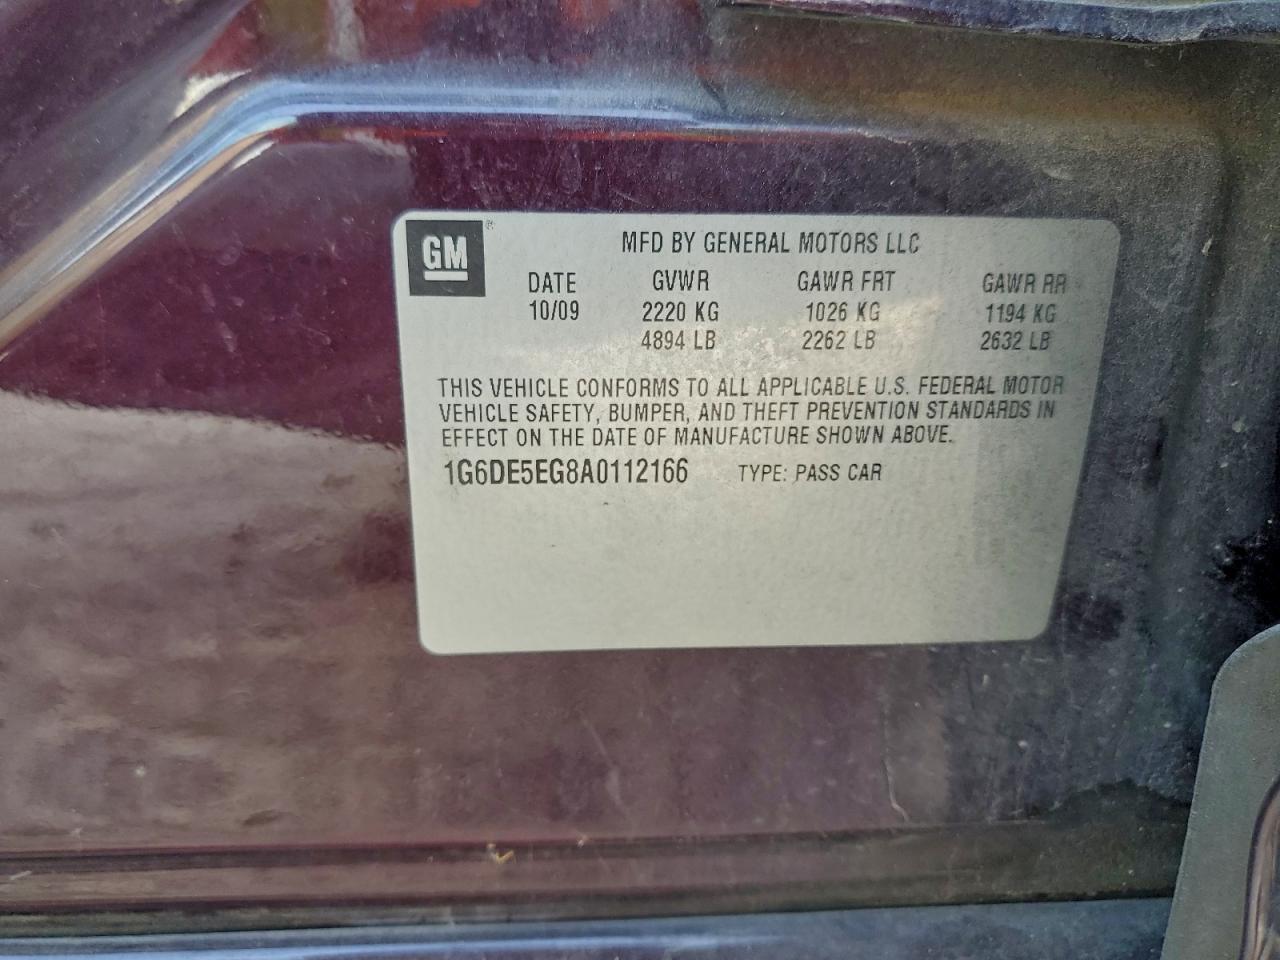 GM®
MFD BY GENERAL MOTORS LLC
DATE GVWR GAWR FRT GAWR RR
10/09 2220 KG 1026 KG 1194 KG
4894 LB 2262 LB 2632 LB
THIS VEHICLE CONFORMS TO ALL APPLICABLE U.S. FEDERAL MOTOR
VEHICLE SAFETY, BUMPER, AND THEFT PREVENTION STANDARDS IN
EFFECT ON THE DATE OF MANUFACTURE SHOWN ABOVE.
1G6DE5EG8A0112166 TYPE: PASS CAR